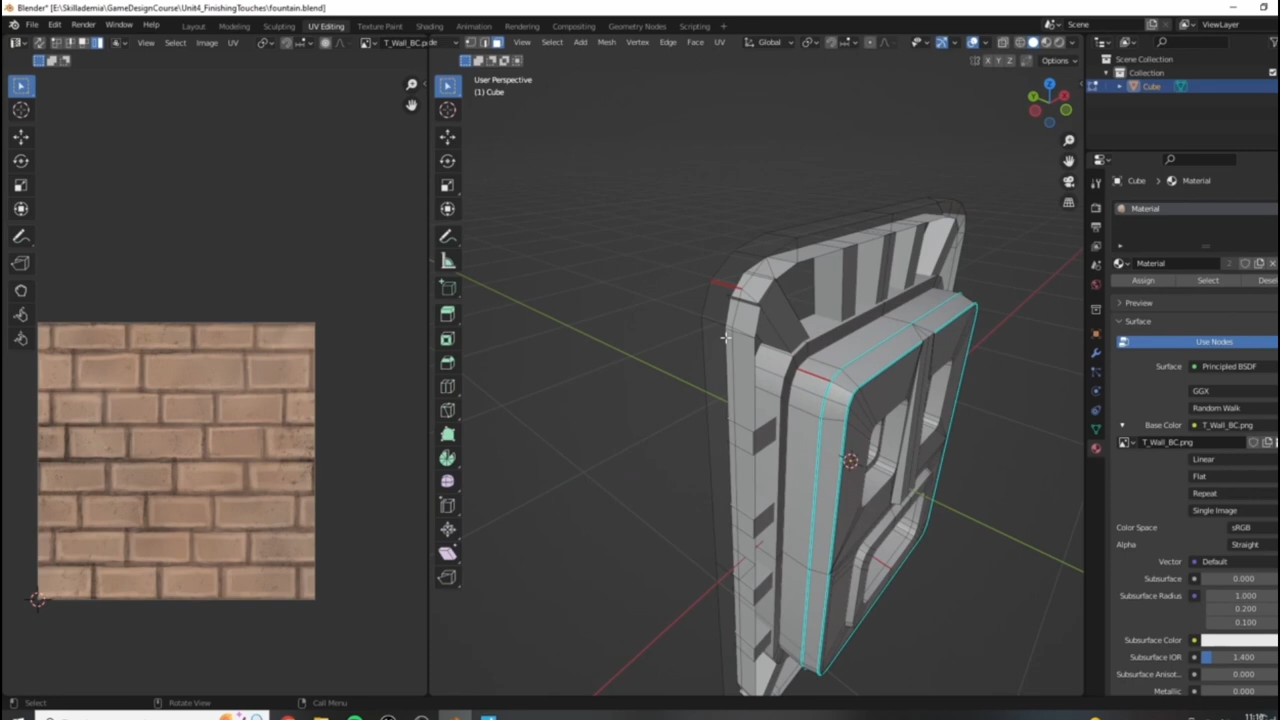 Blender* [E:\Skillademia\GameDesignCourse\Unit4_FinishingTouches\fountain.blend]
File Edit Render Window Help Layout Modeling Sculpting UV Editing Texture Paint Shading Animation Rendering Compositing Geometry Nodes Scripting Scene ViewLayer
View Select Image UV T_Wall_BC.p View Select Add Mesh Vertex Edge Face UV Global
X Y Z Options
User Perspective
(1) Cube
Scene Collection
Collection
Cube
Cube > Material
Material
Material 2
Assign Select Dese
Preview
Surface
Use Nodes
Surface Principled BSDF
GGX
Random Walk
Base Color T_Wall_BC.png
T_Wall_BC.png
Linear
Flat
Repeat
Single Image
Color Space sRGB
Alpha Straight
Vector Default
Subsurface 0.000
Subsurface Radius 1.000
0.200
0.100
Subsurface Color
Subsurface IOR 1.400
Subsurface Anisot... 0.000
Metallic 0.000
Select Rotate View Call Menu